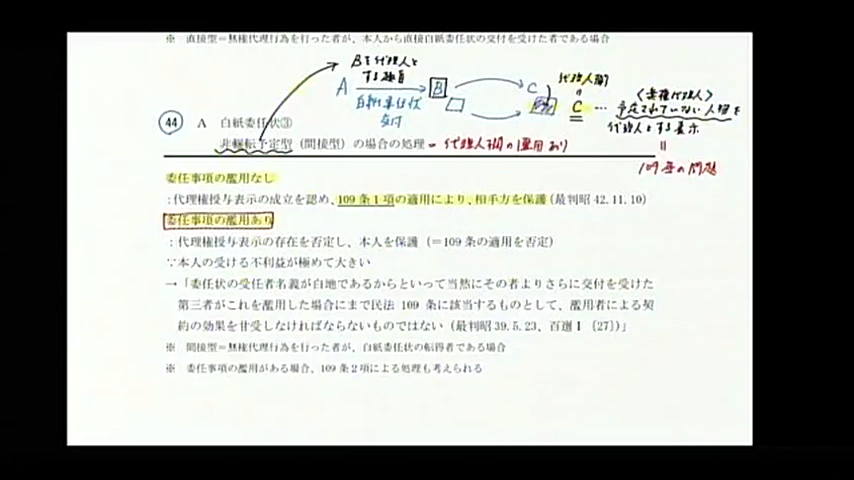 ※ 直接型＝無権代理行為を行った者が、本人から直接白紙委任状の交付を受けた者である場合
Bを代理人と
する趣旨
A
B
C
代理人欄
白紙委任状
交付
C …
〈無権代理人〉
予定されていない人物を
代理人とする表示
109条の問題
44 A 白紙委任状③
非輾転予定型（間接型）の場合の処理 = 代理人欄の濫用あり
委任事項の濫用なし
：代理権授与表示の成立を認め、109条1項の適用により、相手方を保護（最判昭42.11.10）
委任事項の濫用あり
：代理権授与表示の存在を否定し、本人を保護（＝109条の適用を否定）
∵本人の受ける不利益が極めて大きい
→「委任状の受任者名義が白地であるからといって当然にその者よりさらに交付を受けた
第三者がこれを濫用した場合にまで民法 109 条に該当するものとして、濫用者による契
約の効果を甘受しなければならないものではない（最判昭39.5.23、百選Ⅰ〔27〕）」
※ 間接型＝無権代理行為を行った者が、白紙委任状の転得者である場合
※ 委任事項の濫用がある場合、109条2項による処理も考えられる